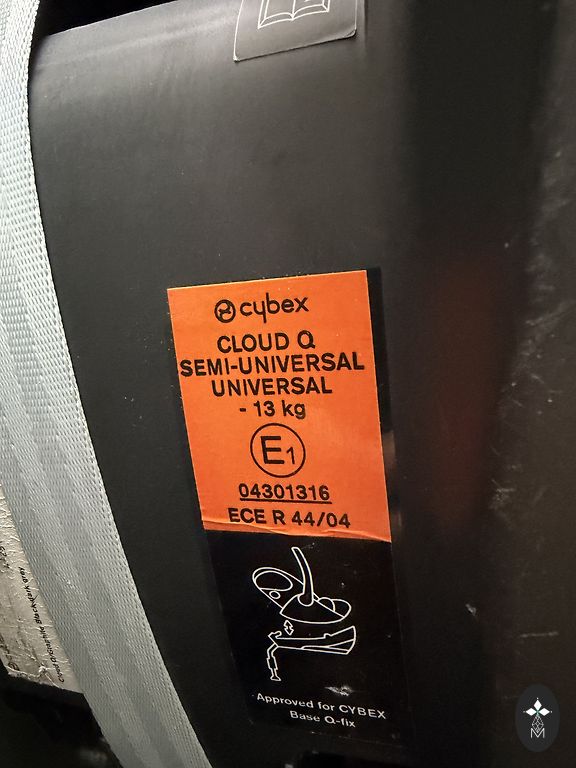 cybex
CLOUD Q
SEMI-UNIVERSAL
UNIVERSAL
- 13 kg
E1
04301316
ECE R 44/04
Approved for CYBEX
Base Q-fix
M